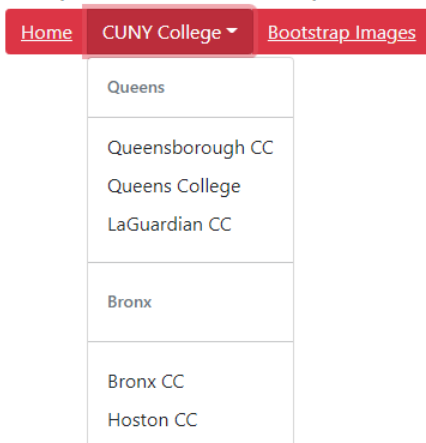 Home CUNY College Bootstrap Images
Queens
Queensborough CC
Queens College
LaGuardian CC
Bronx
Bronx CC
Hoston CC